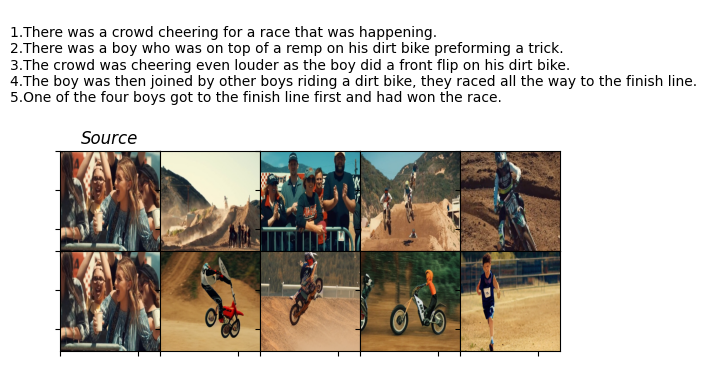 1.There was a crowd cheering for a race that was happening.
2.There was a boy who was on top of a remp on his dirt bike preforming a trick.
3.The crowd was cheering even louder as the boy did a front flip on his dirt bike.
4.The boy was then joined by other boys riding a dirt bike, they raced all the way to the finish line.
5.One of the four boys got to the finish line first and had won the race.
Source